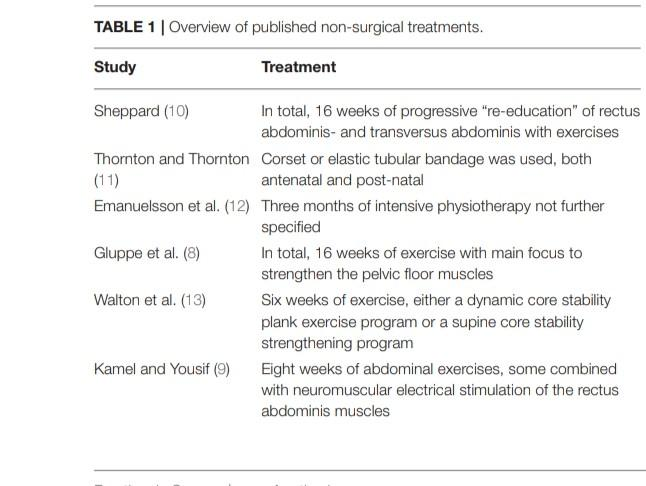 TABLE 1 | Overview of published non-surgical treatments.
Study Treatment
Sheppard (10) In total, 16 weeks of progressive “re-education” of rectus
abdominis- and transversus abdominis with exercises
Thornton and Thornton Corset or elastic tubular bandage was used, both
(11) antenatal and post-natal
Emanuelsson et al. (12) Three months of intensive physiotherapy not further
specified
Gluppe et al. (8) In total, 16 weeks of exercise with main focus to
strengthen the pelvic floor muscles
Walton et al. (13) Six weeks of exercise, either a dynamic core stability
plank exercise program or a supine core stability
strengthening program
Kamel and Yousif (9) Eight weeks of abdominal exercises, some combined
with neuromuscular electrical stimulation of the rectus
abdominis muscles